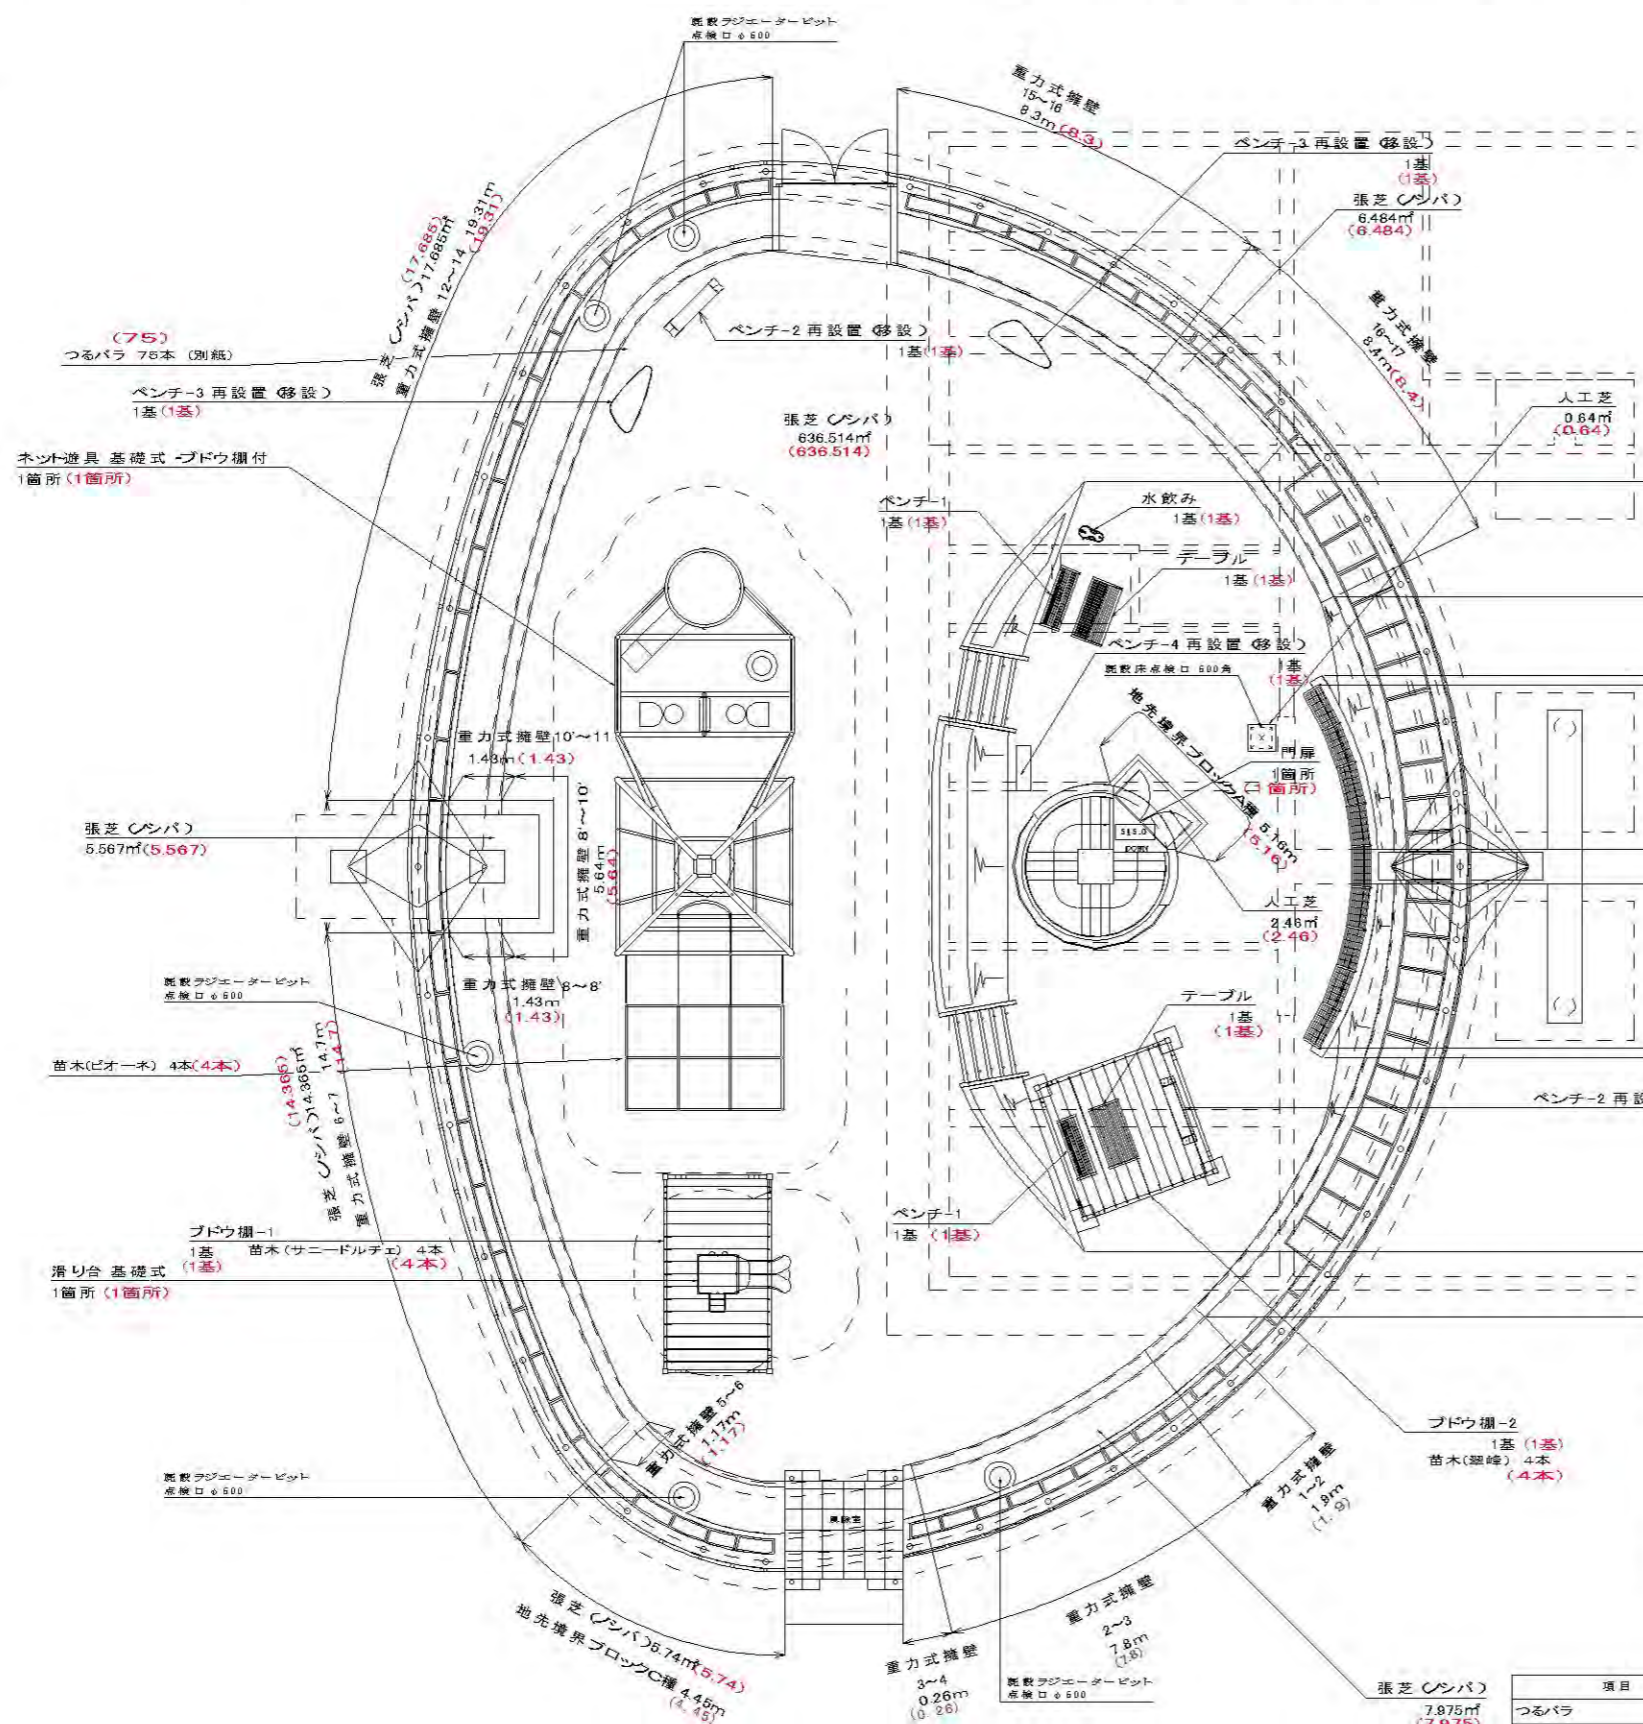 既設ラジエーターピット
点検口φ600
重力式擁壁
15~16
8.3m(8.3)
ベンチ-3 再設置(移設)
1基
(1基)
張芝(ノシバ)
6.484㎡
(6.484)
張芝(ノシバ)17.685㎡
(17.685)
重力式擁壁 12~14 19.31m
(19.31)
(75)
つるバラ 75本 (別紙)
ベンチ-2 再設置(移設)
1基(1基)
重力式擁壁
16~17
8.4m(8.4)
ベンチ-3 再設置(移設)
1基(1基)
人工芝
0.64㎡
(0.64)
張芝(ノシバ)
636.514㎡
(636.514)
ネット遊具 基礎式 -ブドウ棚付
1箇所(1箇所)
ベンチ-1
1基(1基)
水飲み
1基(1基)
テーブル
1基(1基)
ベンチ-4 再設置(移設)
1基
(1基)
既設床点検口 600角
重力式擁壁10'~11
1.43m(1.43)
地先境界ブロックA種 5.16m
(5.16)
門扉
1箇所
(1箇所)
張芝(ノシバ)
5.567㎡(5.567)
重力式擁壁 8'~10'
5.64m
(5.64)
人工芝
2.46㎡
(2.46)
既設ラジエーターピット
点検口φ600
重力式擁壁 8~8'
1.43m
(1.43)
テーブル
1基
(1基)
苗木(ピオーネ) 4本(4本)
張芝(ノシバ)14.365㎡
(14.365)
重力式擁壁 6~7 14.7m
(14.7)
ベンチ-2 再設
ブドウ棚-1
1基 苗木(サニードルチェ) 4本
(1基) (4本)
ベンチ-1
1基 (1基)
滑り台 基礎式
1箇所(1箇所)
重力式擁壁 5~6
1.17m
(1.17)
ブドウ棚-2
1基(1基)
苗木(翠峰) 4本
(4本)
既設ラジエーターピット
点検口φ600
重力式擁壁
1~2
1.9m
(1.9)
張芝(ノシバ)5.74㎡(5.74)
地先境界ブロックC種 4.45m
(4.45)
重力式擁壁
2~3
7.8m
(7.8)
重力式擁壁
3~4
0.26m
(0.26)
既設ラジエーターピット
点検口φ600
張芝(ノシバ)
7.975㎡
(7.975)
項目
つるバラ